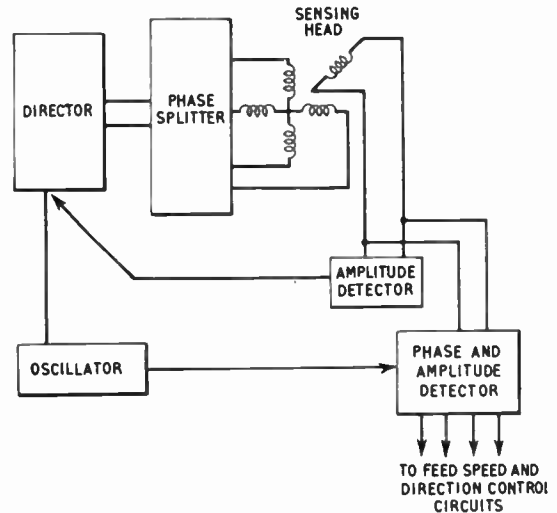 SENSING
HEAD
DIRECTOR
PHASE
SPLITTER
AMPLITUDE
DETECTOR
OSCILLATOR
PHASE AND
AMPLITUDE
DETECTOR
TO FEED SPEED AND
DIRECTION CONTROL
CIRCUITS